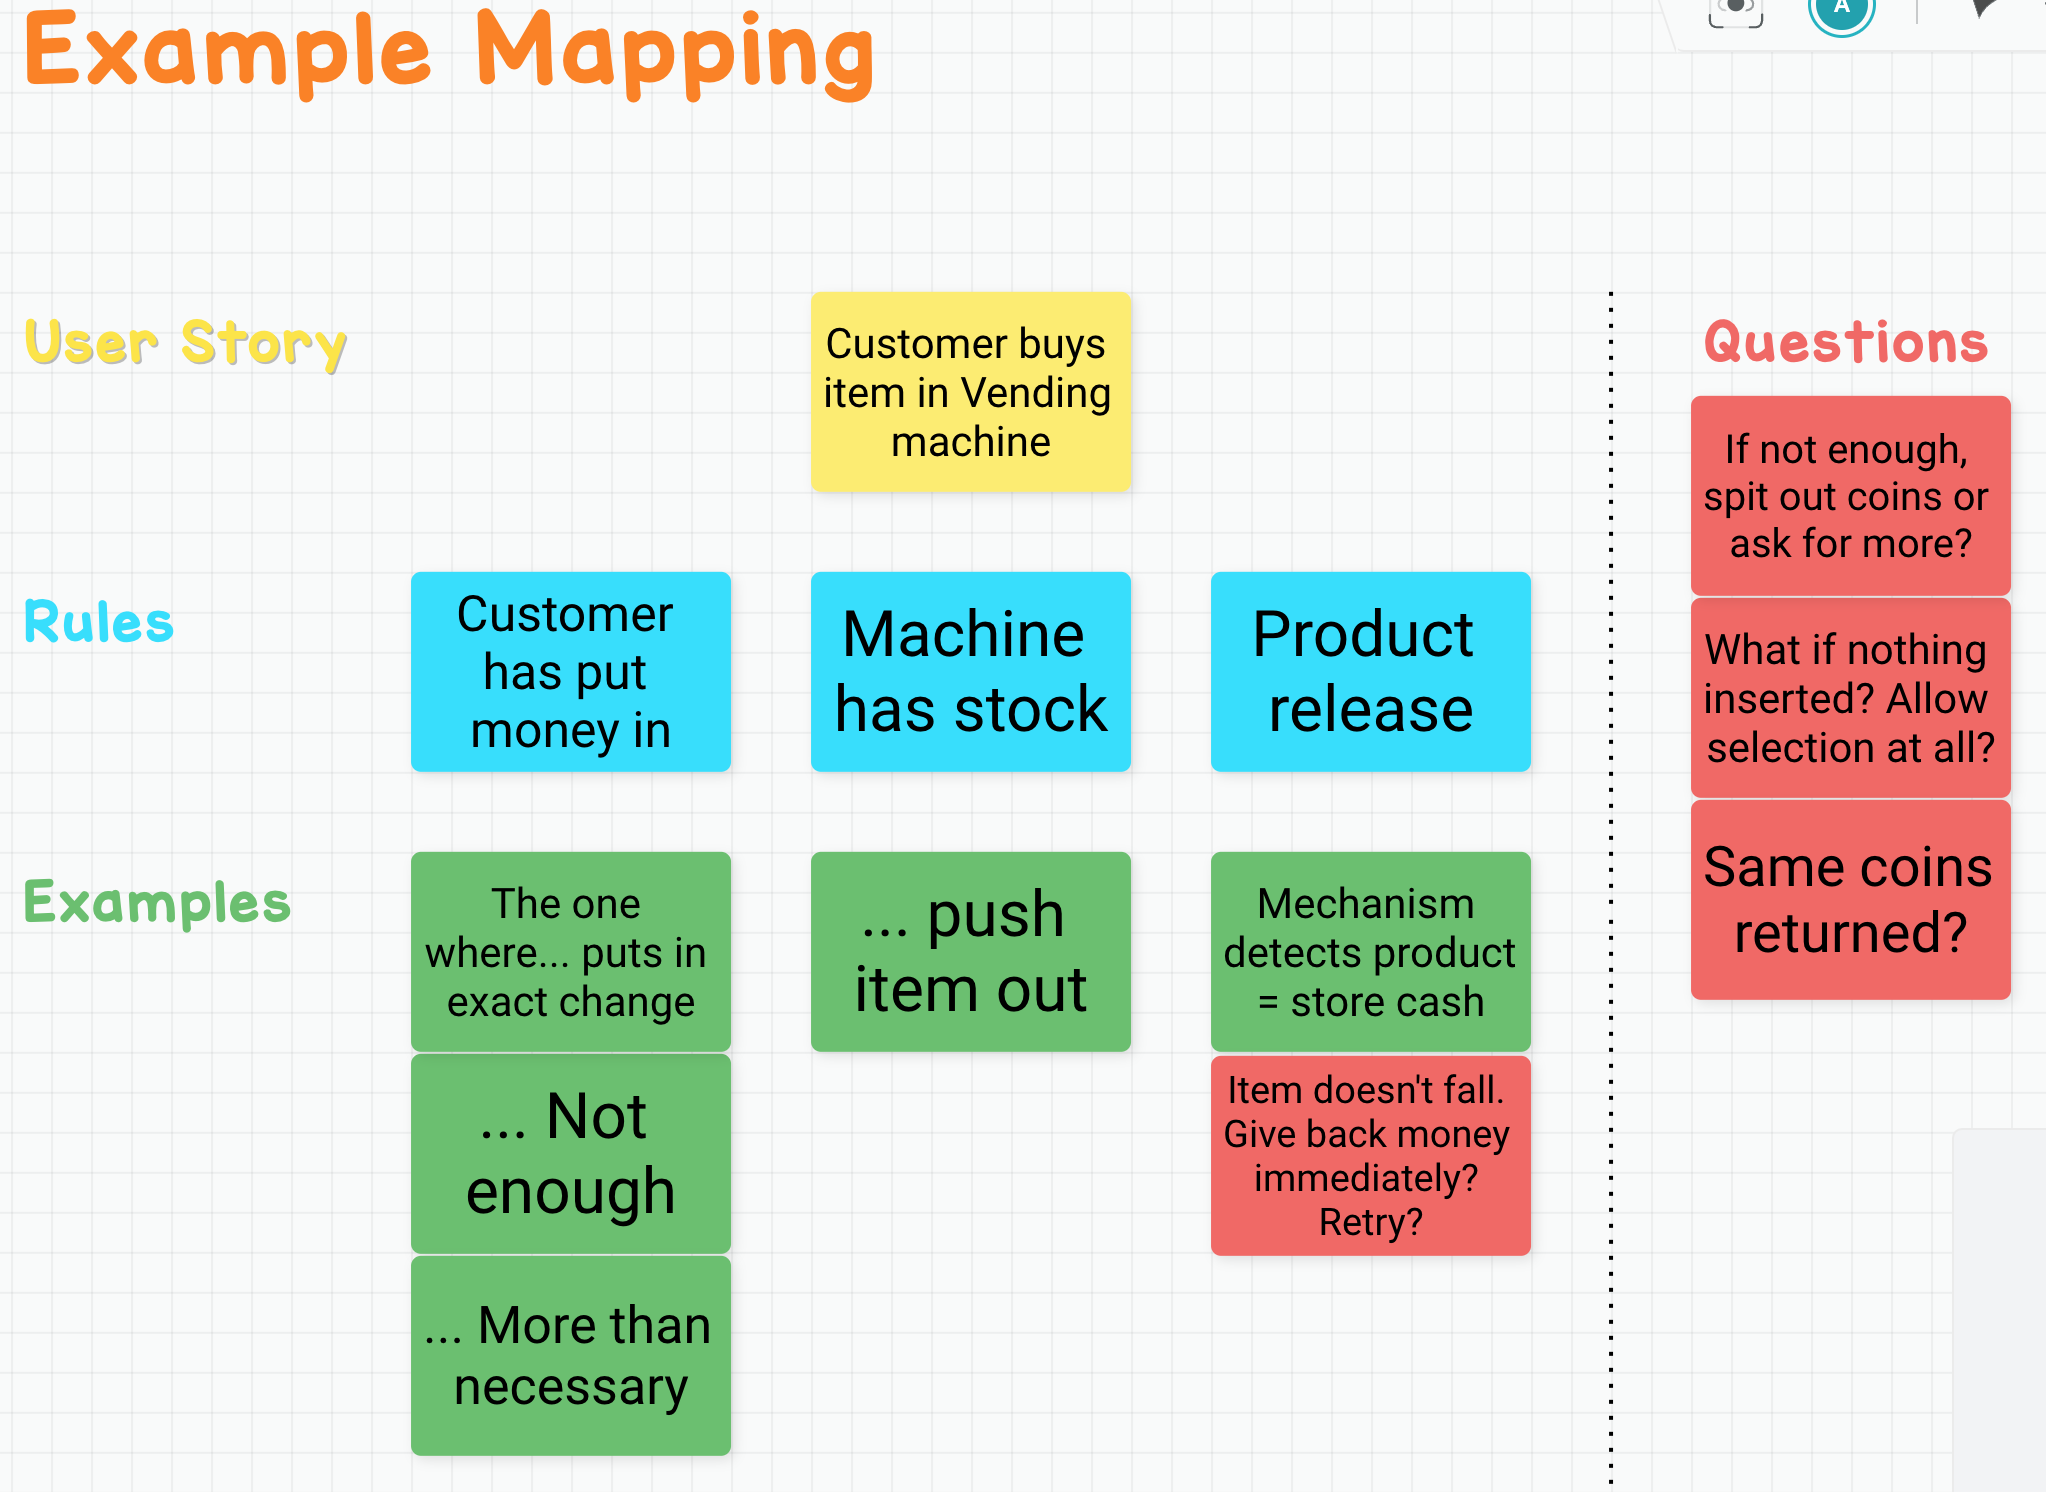 Example Mapping
A
User Story
Customer buys
item in Vending
machine
Questions
If not enough,
spit out coins or
ask for more?
What if nothing
inserted? Allow
selection at all?
Same coins
returned?
Rules
Customer
has put
money in
Machine
has stock
Product
release
Examples
The one
where... puts in
exact change
... Not
enough
... More than
necessary
... push
item out
Mechanism
detects product
= store cash
Item doesn't fall.
Give back money
immediately?
Retry?